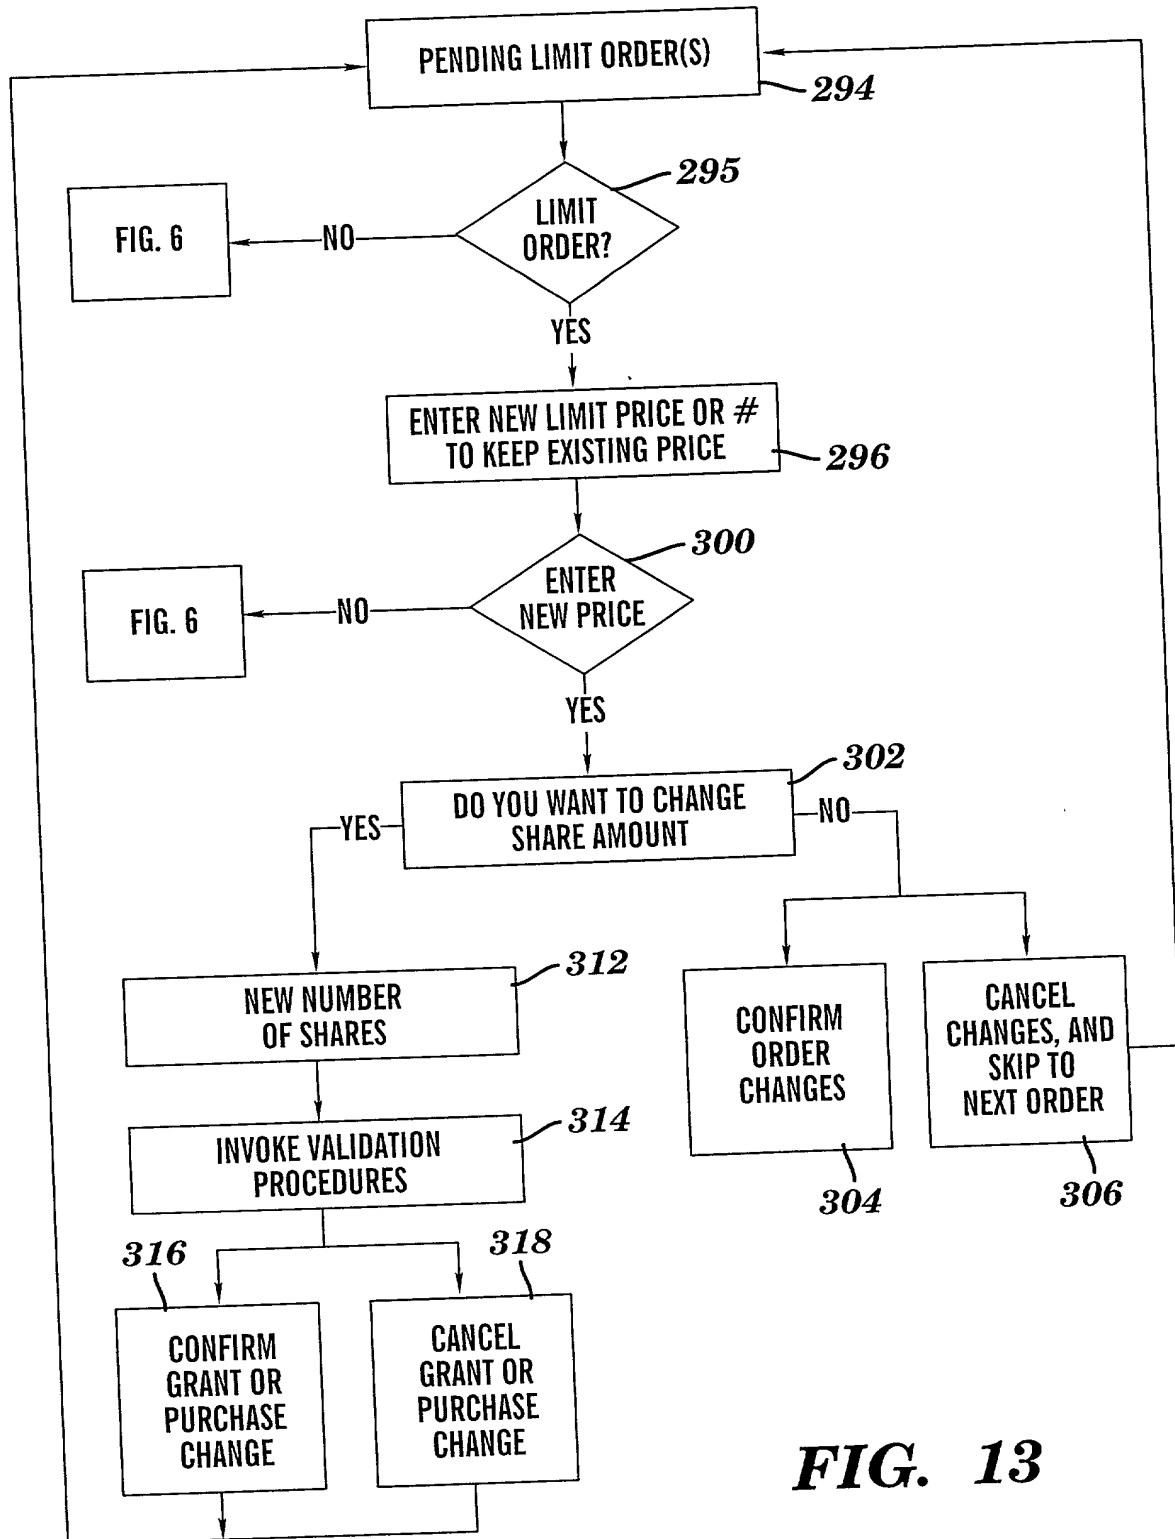 PENDING LIMIT ORDER(S)
294
295
LIMIT
ORDER?
NO
FIG. 6
YES
ENTER NEW LIMIT PRICE OR #
TO KEEP EXISTING PRICE
296
300
ENTER
NEW PRICE
NO
FIG. 6
YES
302
DO YOU WANT TO CHANGE
SHARE AMOUNT
YES
NO
312
NEW NUMBER
OF SHARES
CONFIRM
ORDER
CHANGES
304
CANCEL
CHANGES, AND
SKIP TO
NEXT ORDER
306
314
INVOKE VALIDATION
PROCEDURES
316
CONFIRM
GRANT OR
PURCHASE
CHANGE
318
CANCEL
GRANT OR
PURCHASE
CHANGE
FIG. 13